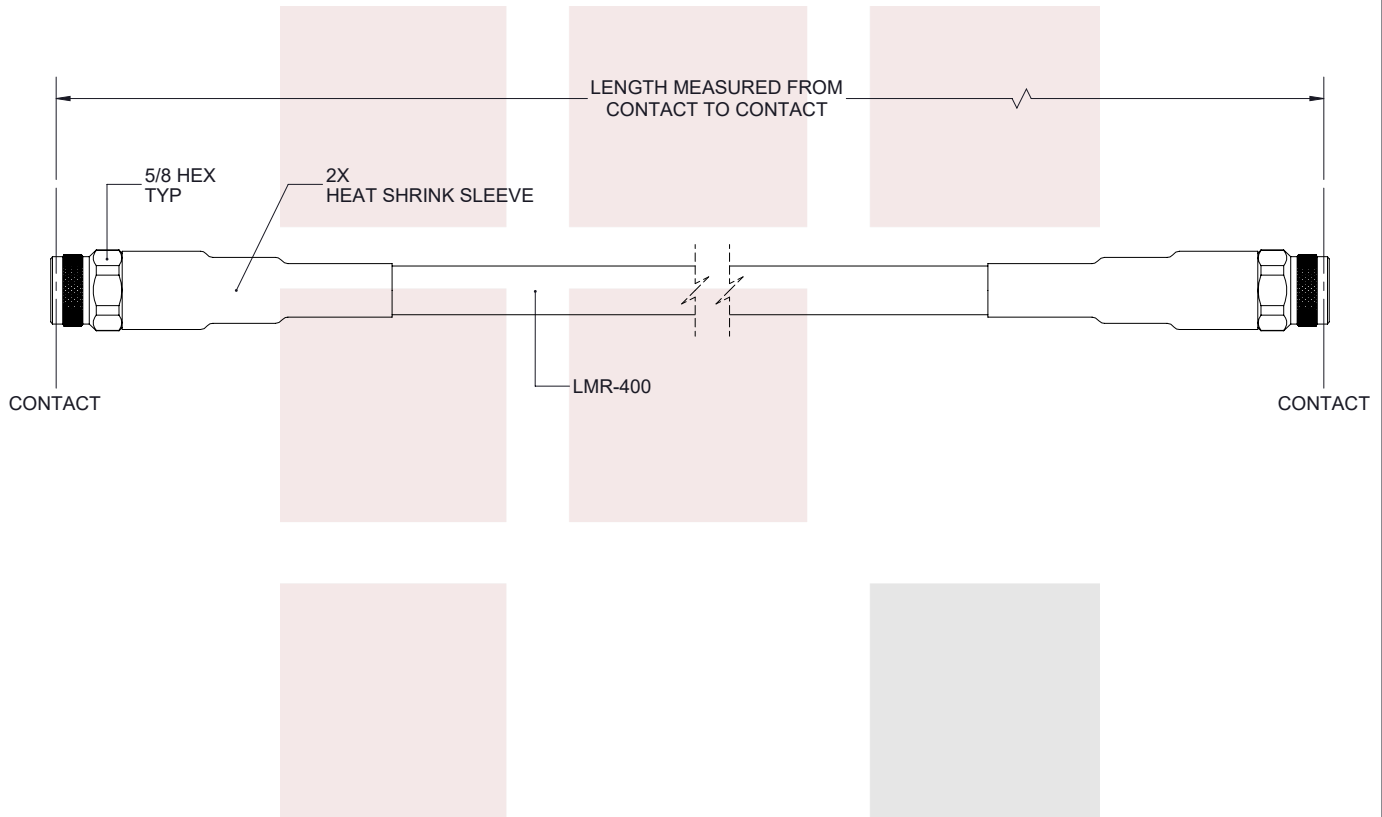 LENGTH MEASURED FROM
CONTACT TO CONTACT
5/8 HEX
TYP
2X
HEAT SHRINK SLEEVE
LMR-400
CONTACT
CONTACT